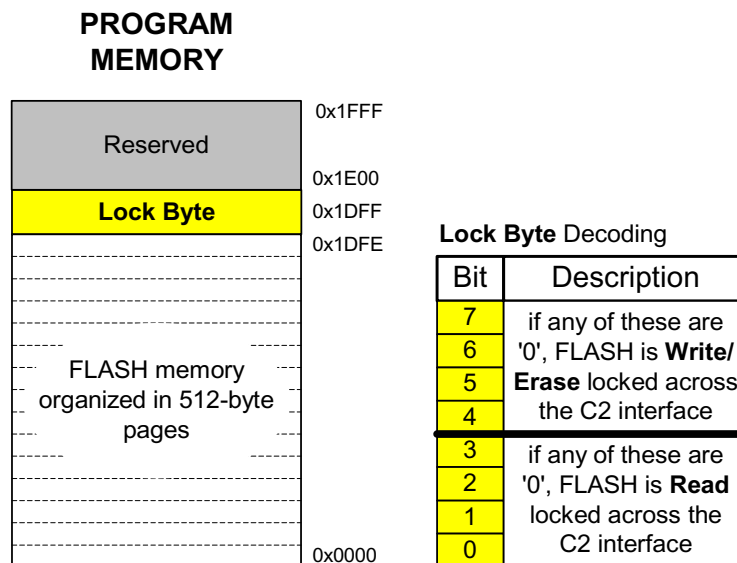 PROGRAM
MEMORY
0x1FFF
Reserved
0x1E00
Lock Byte
0x1DFF
0x1DFE
FLASH memory
organized in 512-byte
pages
0x0000
Lock Byte Decoding
Bit Description
7
6
5
4
if any of these are
'0', FLASH is Write/
Erase locked across
the C2 interface
3
2
1
0
if any of these are
'0', FLASH is Read
locked across the
C2 interface